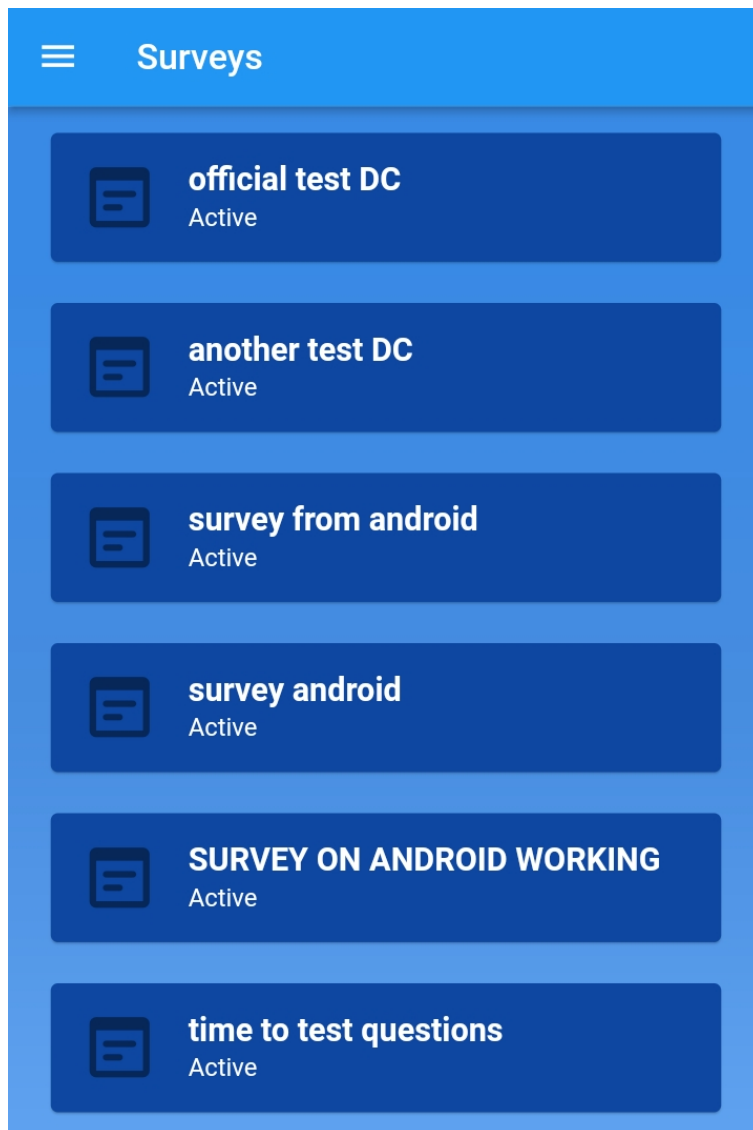 Surveys
official test DC
Active
another test DC
Active
survey from android
Active
survey android
Active
SURVEY ON ANDROID WORKING
Active
time to test questions
Active